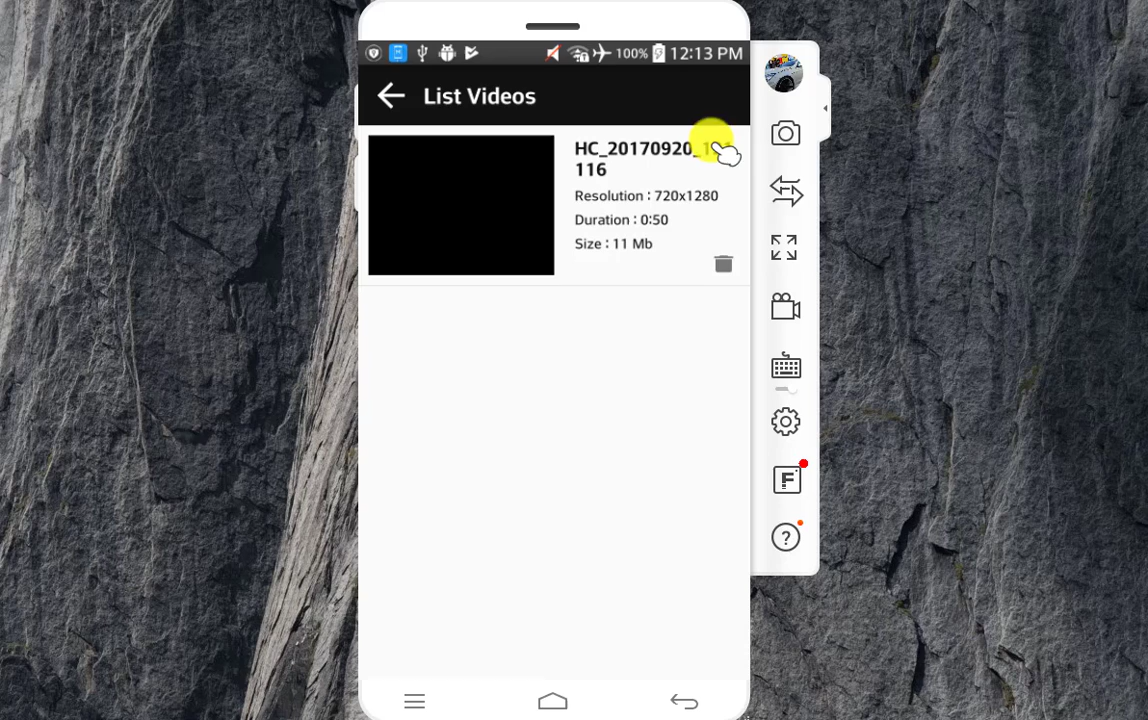 100% 12:13 PM
List Videos
HC_20170920_
116
Resolution : 720x1280
Duration : 0:50
Size : 11 Mb
F
?